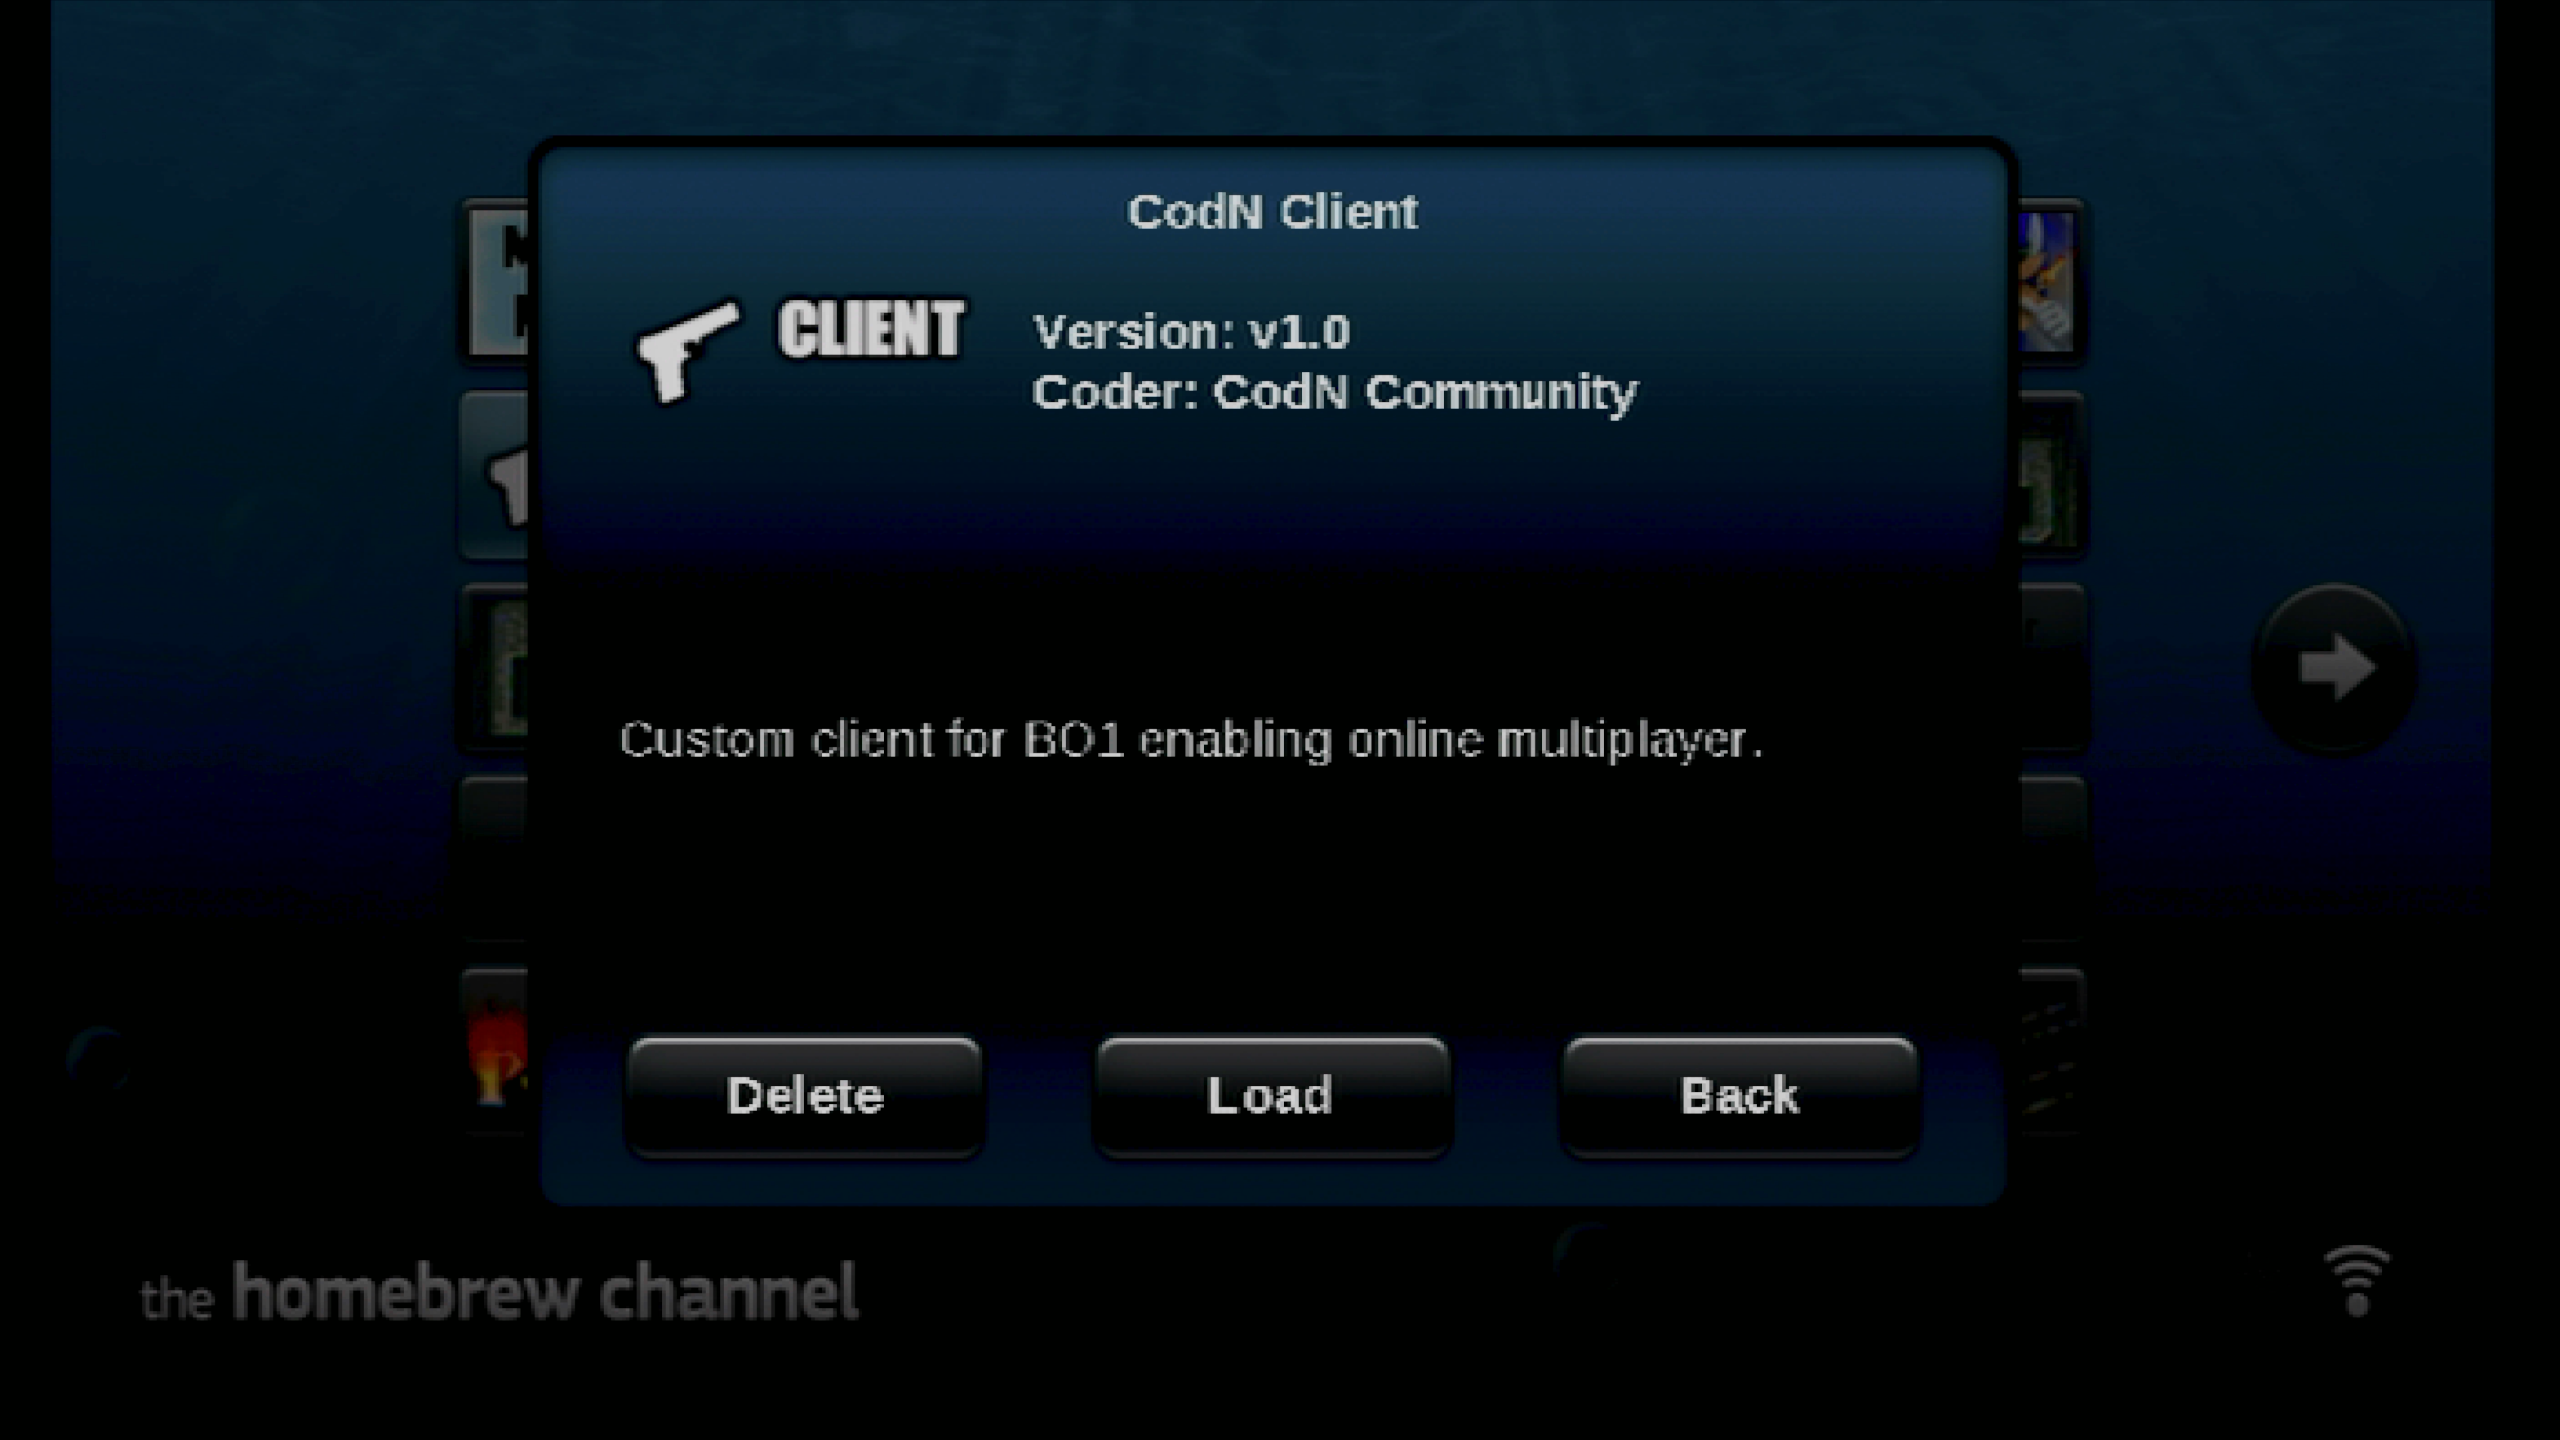 CodN Client
CLIENT
Version: v1.0
Coder: CodN Community
Custom client for BO1 enabling online multiplayer.
Delete
Load
Back
the homebrew channel